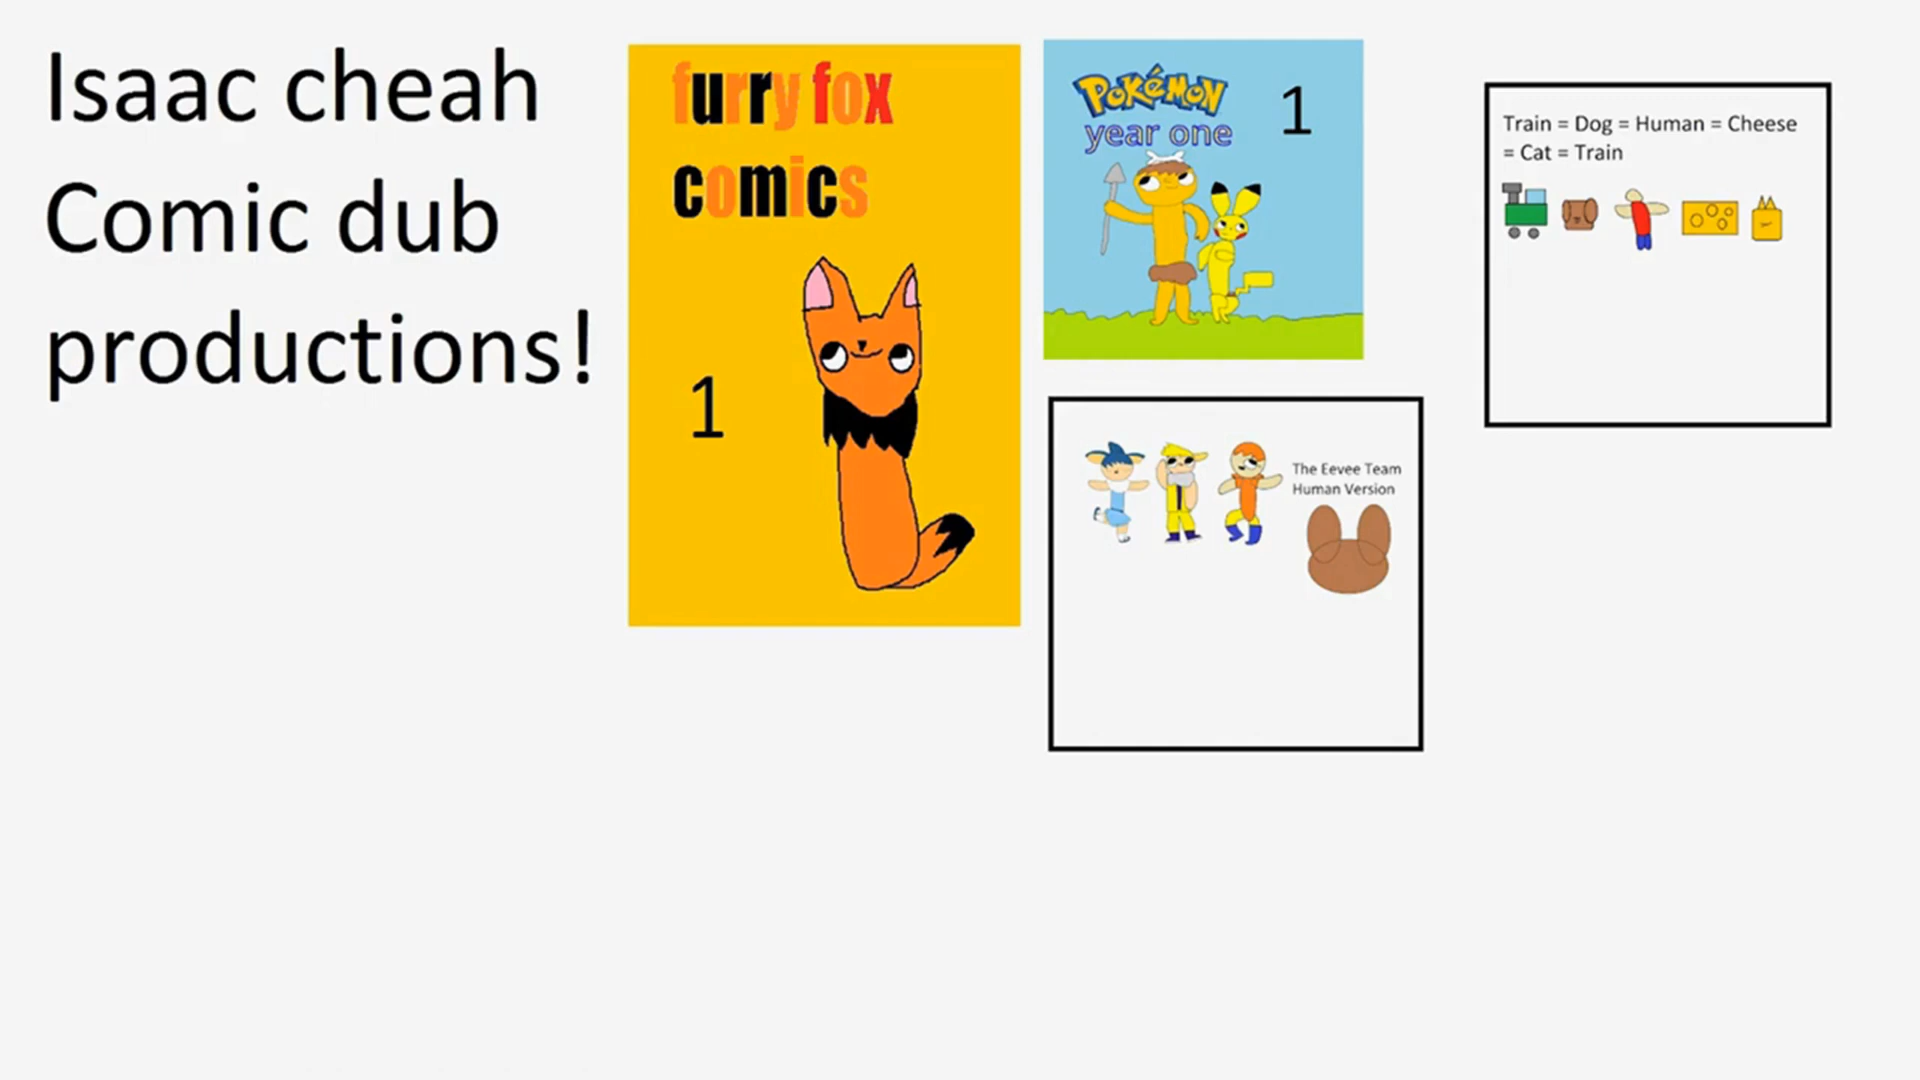 Isaac cheah
Comic dub
productions!
furry fox
comics
1
POKéMON
year one
1
Train = Dog = Human = Cheese
= Cat = Train
The Eevee Team
Human Version